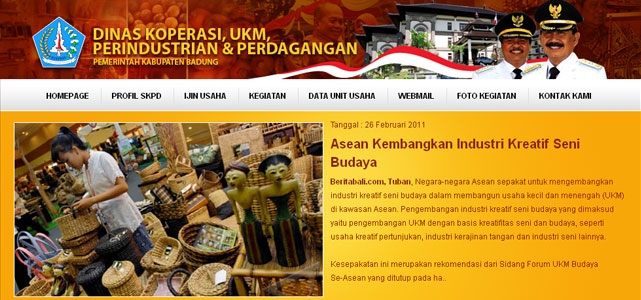 DINAS KOPERASI, UKM,
PERINDUSTRIAN & PERDAGANGAN
PEMERINTAH KABUPATEN BADUNG
HOMEPAGE PROFIL SKPD IJIN USAHA KEGIATAN DATA UNIT USAHA WEBMAIL FOTO KEGIATAN KONTAK KAMI
Tanggal : 26 Februari 2011
Asean Kembangkan Industri Kreatif Seni
Budaya
Beritabali.com, Tuban, Negara-negara Asean sepakat untuk mengembangkan
industri kreatif seni budaya dalam membangun usaha kecil dan menengah (UKM)
di kawasan Asean. Pengembangan industri kreatif seni budaya yang dimaksud
yaitu pengembangan UKM dengan basis kreatifitas seni dan budaya, seperti
usaha kreatif pertunjukan, industri kerajinan tangan dan industri seni lainnya.
Kesepakatan ini merupakan rekomendasi dari Sidang Forum UKM Budaya
Se-Asean yang ditutup pada ha..